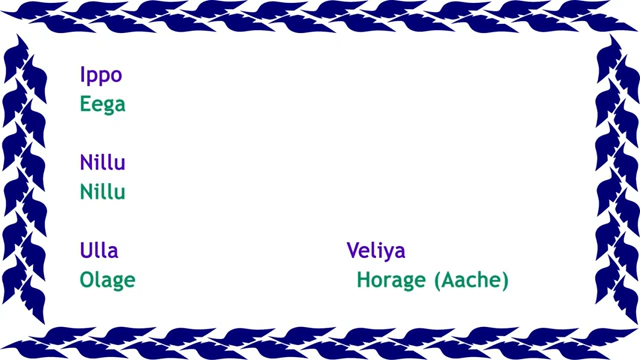 Ippo
Eega
Nillu
Nillu
Ulla Veliya
Olage Horage (Aache)